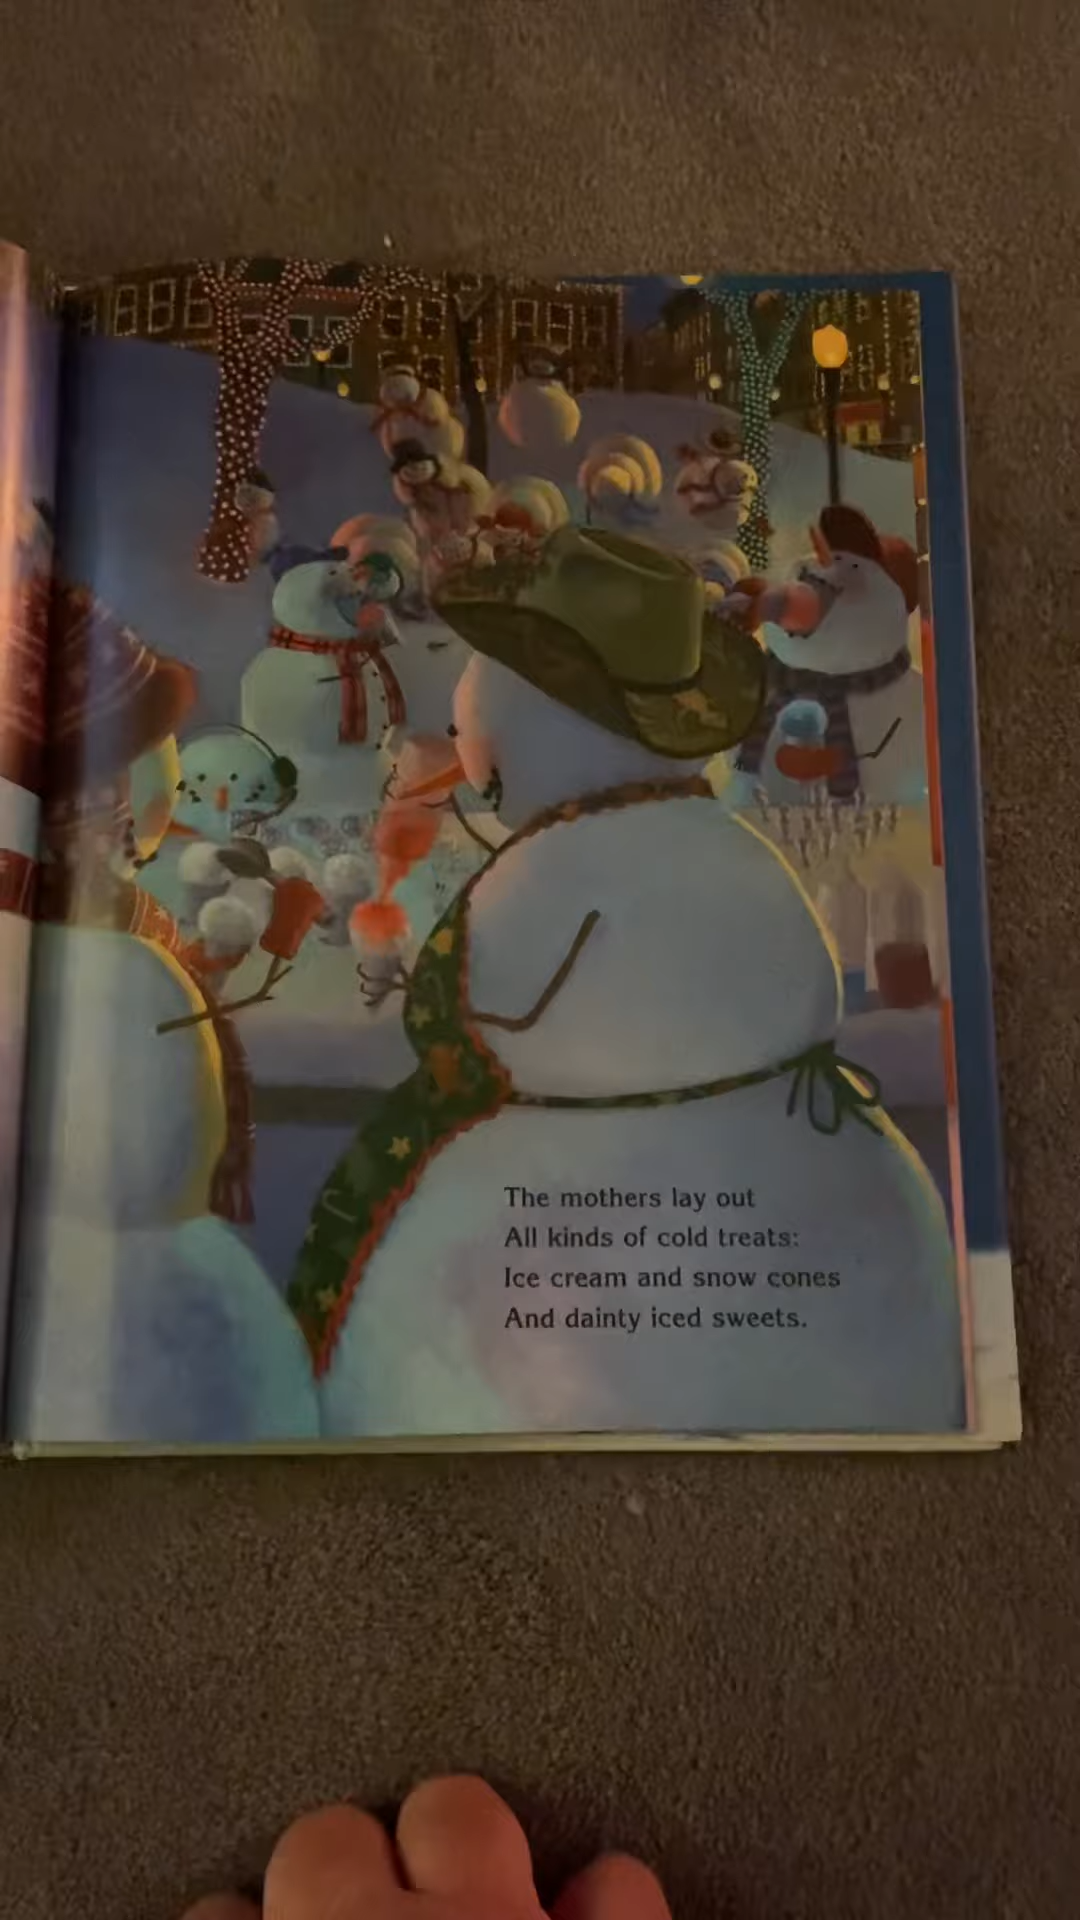 The mothers lay out
All kinds of cold treats:
Ice cream and snow cones
And dainty iced sweets.